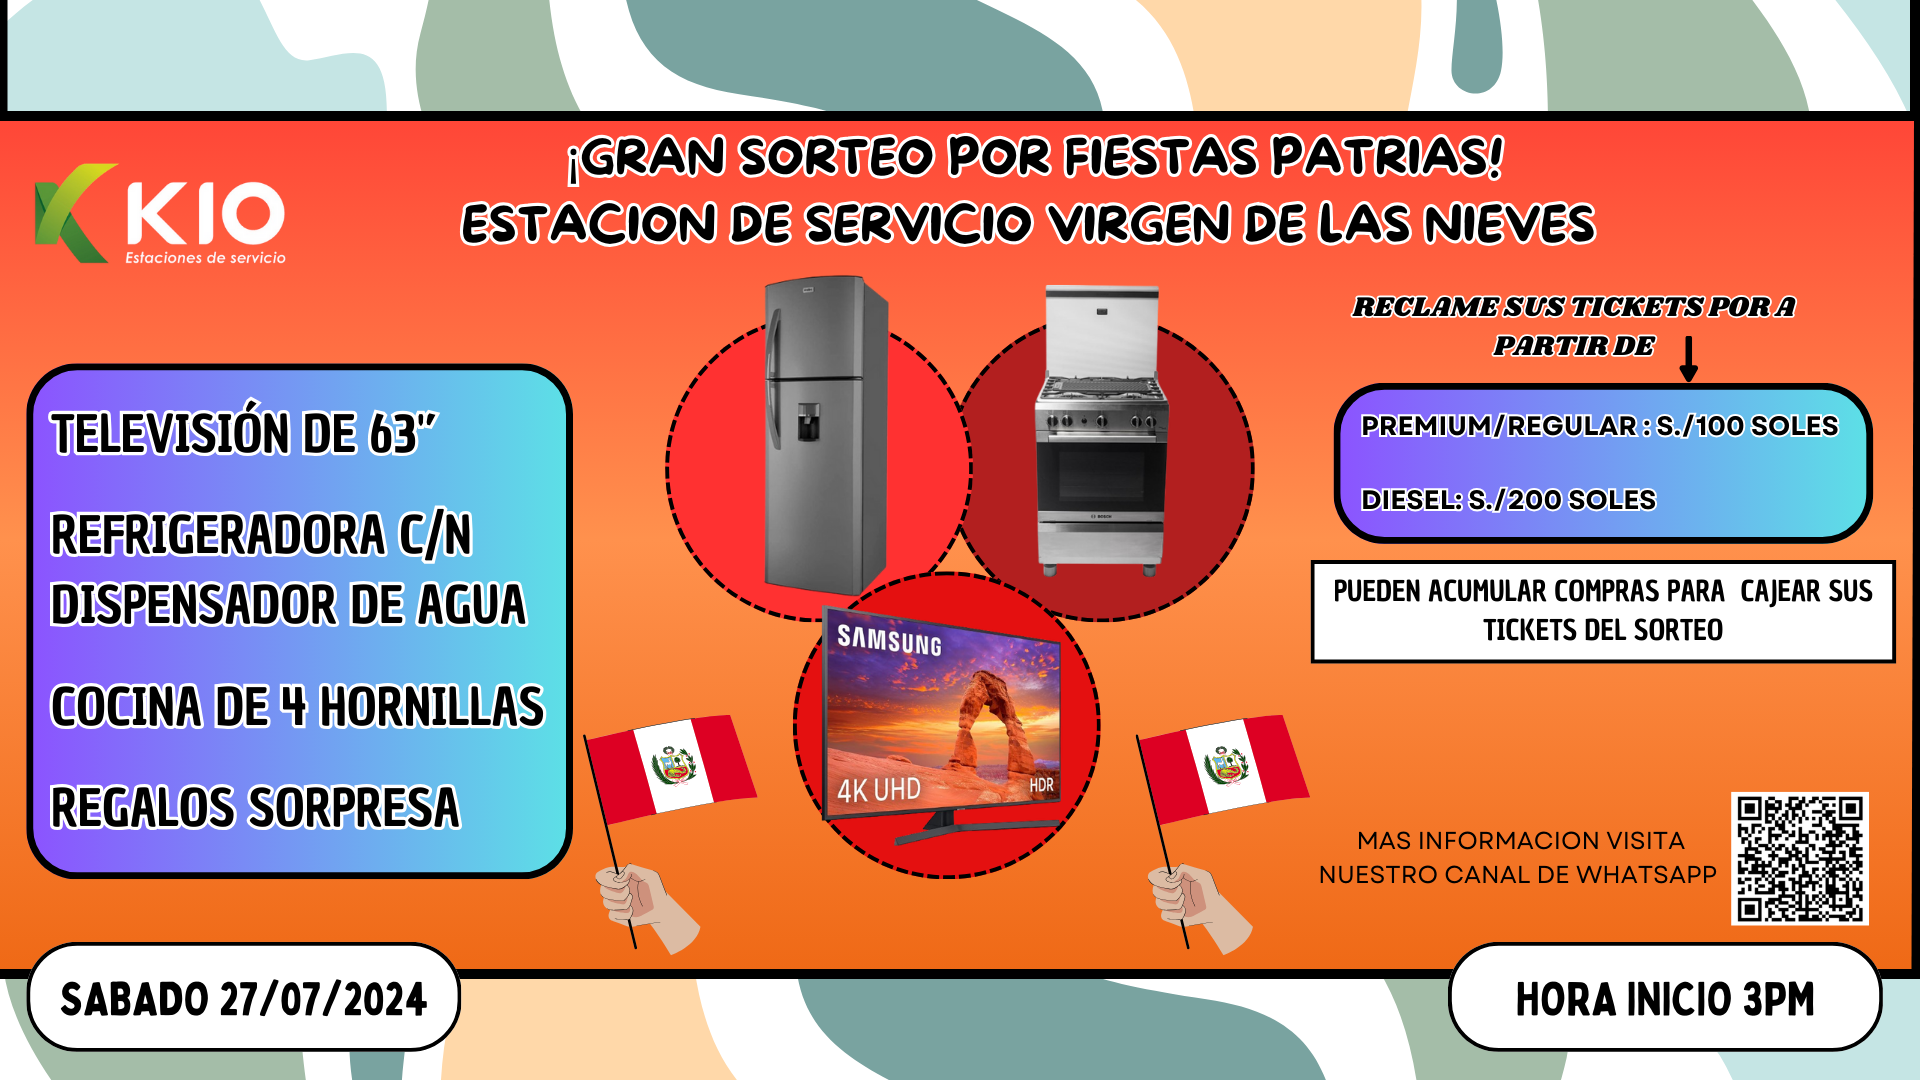 ¡GRAN SORTEO POR FIESTAS PATRIAS!
ESTACION DE SERVICIO VIRGEN DE LAS NIEVES
KIO
Estaciones de servicio
TELEVISIÓN DE 63"
REFRIGERADORA C/N
DISPENSADOR DE AGUA
COCINA DE 4 HORNILLAS
REGALOS SORPRESA
SAMSUNG
4K UHD
HDR
RECLAME SUS TICKETS POR A
PARTIR DE
PREMIUM/REGULAR : S./100 SOLES
DIESEL: S./200 SOLES
PUEDEN ACUMULAR COMPRAS PARA CAJEAR SUS
TICKETS DEL SORTEO
MAS INFORMACION VISITA
NUESTRO CANAL DE WHATSAPP
SABADO 27/07/2024
HORA INICIO 3PM